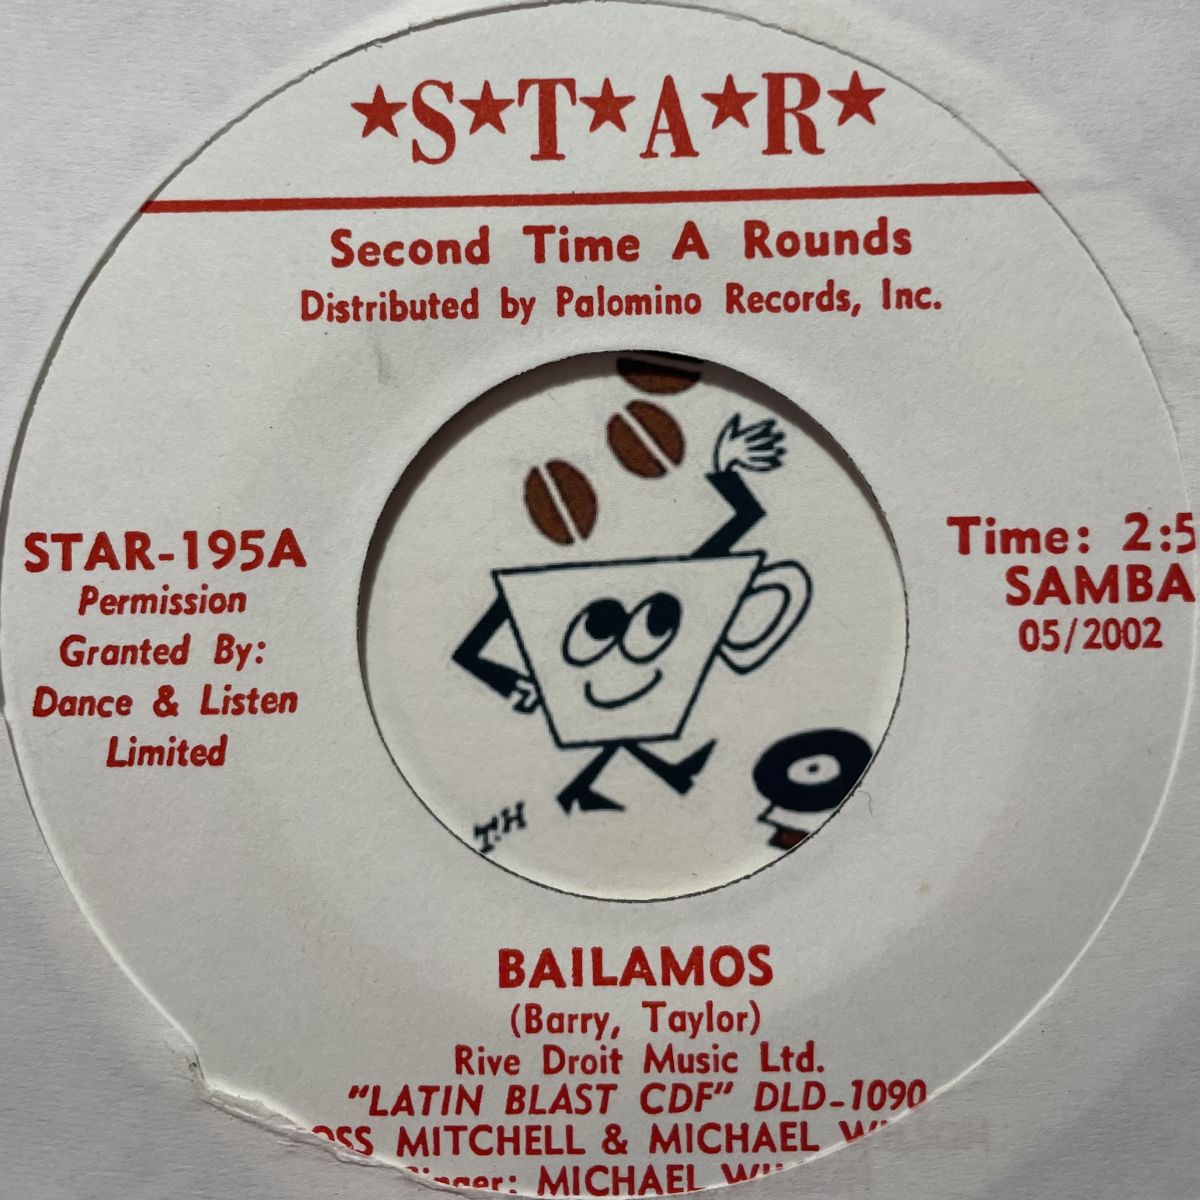 ★S★T★A★R★
Second Time A Rounds
Distributed by Palomino Records, Inc.
STAR-195A
Permission
Granted By:
Dance & Listen
Limited
Time: 2:5
SAMBA
05/2002
TH
BAILAMOS
(Barry, Taylor)
Rive Droit Music Ltd.
"LATIN BLAST CDF" DLD-1090
MITCHELL & MICHAEL
MICHAEL